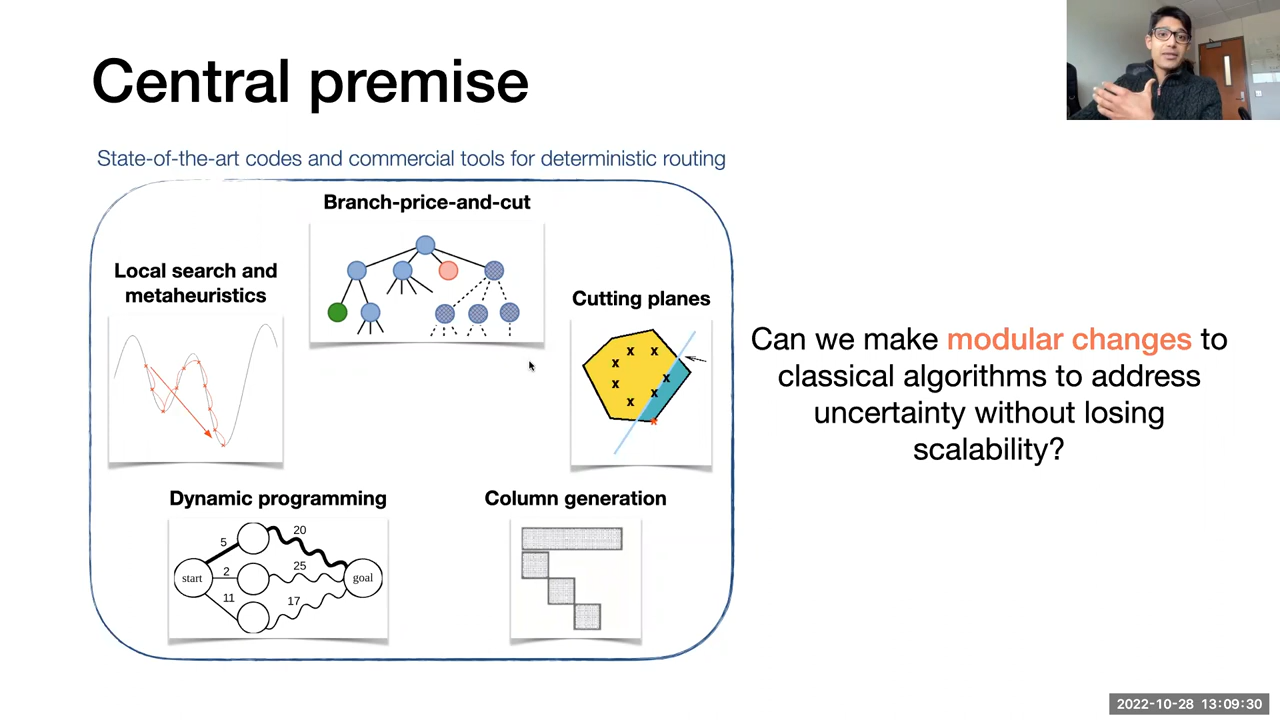 Central premise
State-of-the-art codes and commercial tools for deterministic routing
Branch-price-and-cut
Local search and
metaheuristics
Cutting planes
x x
x
x
x x
x
x
Dynamic programming
5
20
start
2
25
goal
11
17
Column generation
Can we make modular changes to
classical algorithms to address
uncertainty without losing
scalability?
2022-10-28 13:09:30